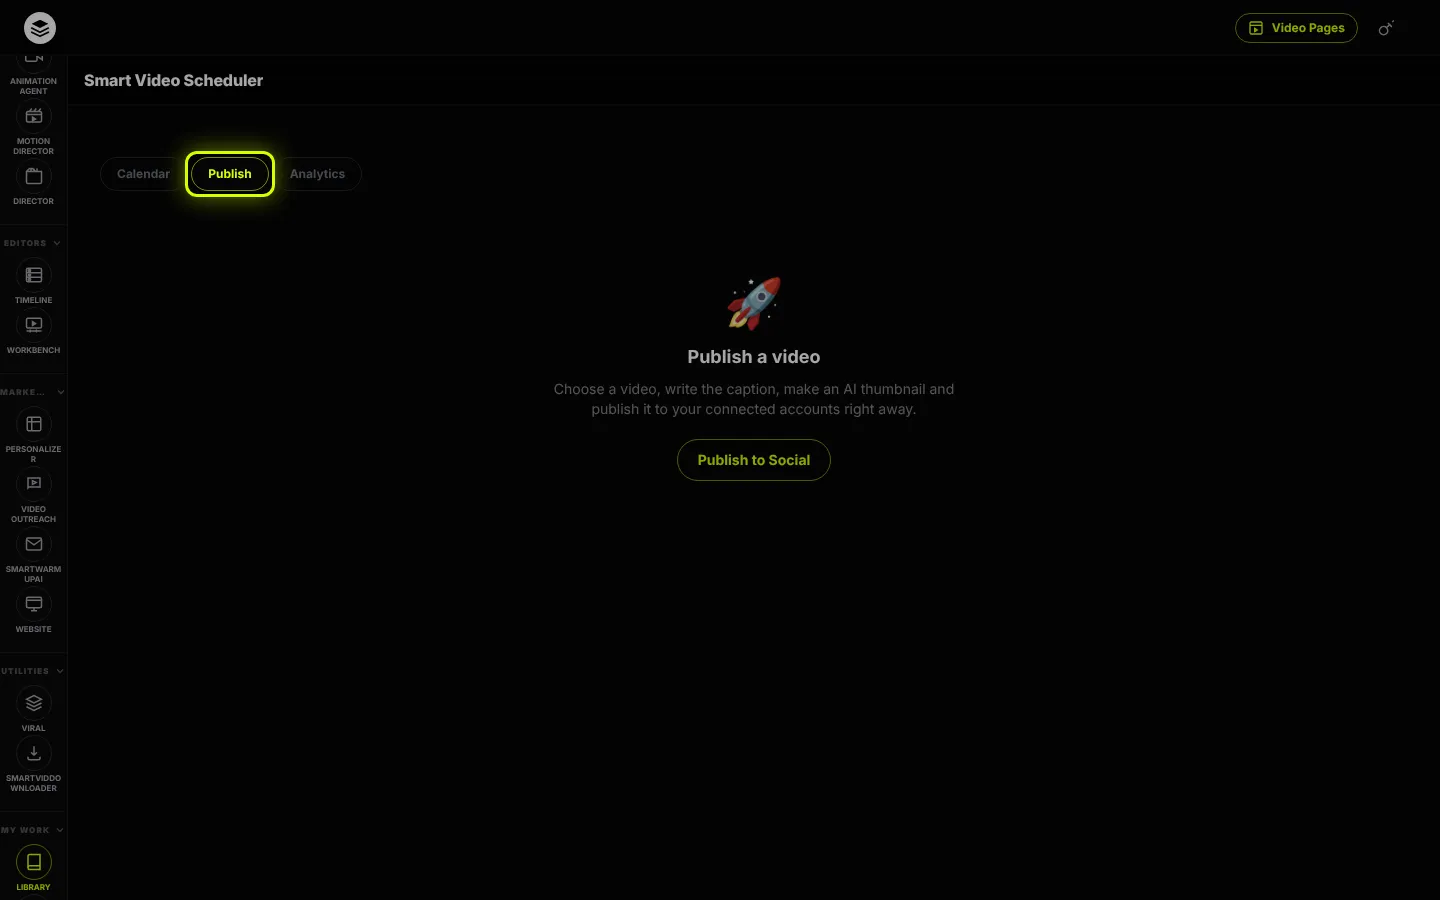 Video Pages
Smart Video Scheduler
ANIMATION
AGENT
MOTION
DIRECTOR
DIRECTOR
EDITORS
TIMELINE
WORKBENCH
MARKE...
PERSONALIZE
R
VIDEO
OUTREACH
SMARTWARM
UPAI
WEBSITE
UTILITIES
VIRAL
SMARTVIDDO
WNLOADER
MY WORK
LIBRARY
Calendar
Publish
Analytics
Publish a video
Choose a video, write the caption, make an AI thumbnail and
publish it to your connected accounts right away.
Publish to Social